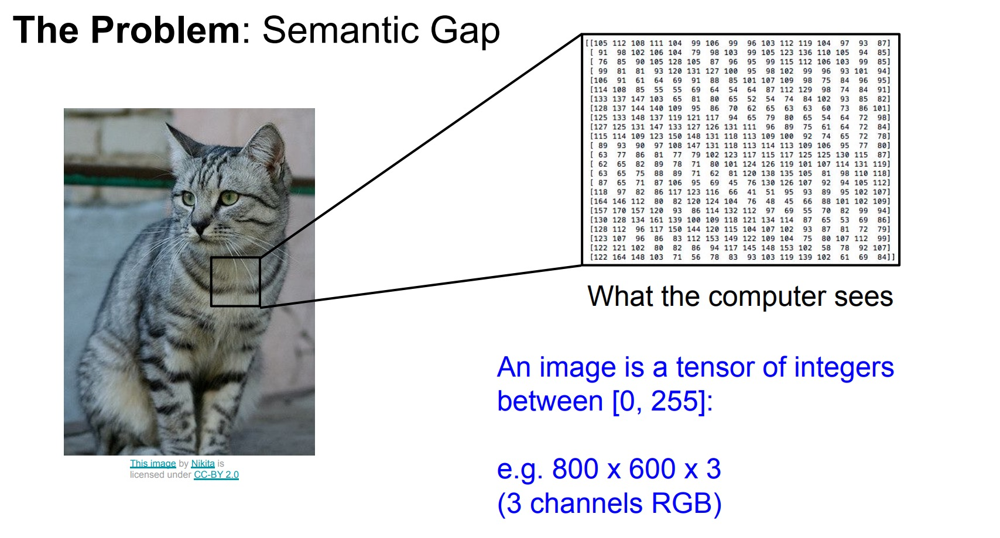 The Problem: Semantic Gap
[[105 112 108 111 104 99 106 99 96 103 112 119 104 97 93 87]
[ 91 98 102 106 104 79 98 103 99 105 123 136 110 105 94 85]
[ 76 85 90 105 128 105 87 96 95 99 115 112 106 103 99 85]
[ 99 81 81 93 120 131 127 100 95 98 102 99 96 93 101 94]
[106 91 61 64 69 91 88 85 101 107 109 98 75 84 96 95]
[114 108 85 55 55 69 64 54 64 87 112 129 98 74 84 91]
[133 137 147 103 65 81 80 65 52 54 74 84 102 93 85 82]
[128 137 144 140 109 95 86 70 62 65 63 63 60 73 86 101]
[125 133 148 137 119 121 117 94 65 79 80 65 54 64 72 98]
[127 125 131 147 133 127 126 131 111 96 89 75 61 64 72 84]
[115 114 109 123 150 148 131 118 113 109 100 92 74 65 72 78]
[ 89 93 90 97 108 147 131 118 113 114 113 109 106 95 77 80]
[ 63 77 86 81 77 79 102 123 117 115 117 125 125 130 115 87]
[ 62 65 82 89 78 71 80 101 124 126 119 101 107 114 131 119]
[ 63 65 75 88 89 71 62 81 120 138 135 105 81 98 110 118]
[ 87 65 71 87 106 95 69 45 76 130 126 107 92 94 105 112]
[118 97 82 86 117 123 116 66 41 51 95 93 89 95 102 107]
[164 146 112 80 82 120 124 104 76 48 45 66 88 101 102 109]
[157 170 157 120 93 86 114 132 112 97 69 55 70 82 99 94]
[130 128 134 161 139 100 109 118 121 134 114 87 65 53 69 86]
[128 112 96 117 150 144 120 115 104 107 102 93 87 81 72 79]
[123 107 96 86 83 112 153 149 122 109 104 75 80 107 112 99]
[122 121 102 80 82 86 94 117 145 148 153 102 58 78 92 107]
[122 164 148 103 71 56 78 83 93 103 119 139 102 61 69 84]]
What the computer sees
An image is a tensor of integers
between [0, 255]:
e.g. 800 x 600 x 3
(3 channels RGB)
This image by Nikita is
licensed under CC-BY 2.0